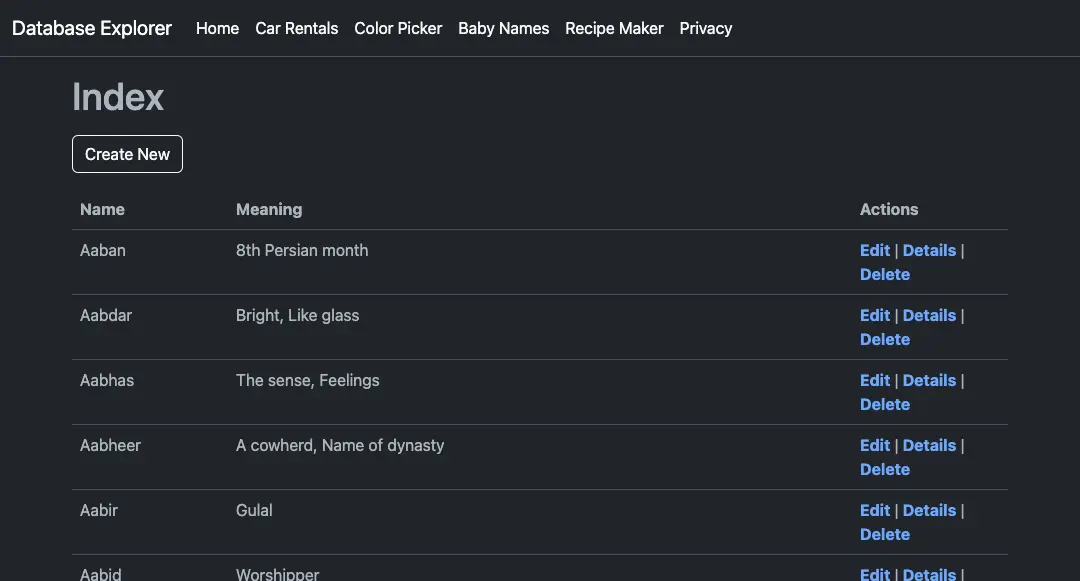 Database Explorer Home Car Rentals Color Picker Baby Names Recipe Maker Privacy
Index
Create New
Name Meaning Actions
Aaban 8th Persian month Edit | Details |
Delete
Aabdar Bright, Like glass Edit | Details |
Delete
Aabhas The sense, Feelings Edit | Details |
Delete
Aabheer A cowherd, Name of dynasty Edit | Details |
Delete
Aabir Gulal Edit | Details |
Delete
Aabid Worshipper Edit | Details |